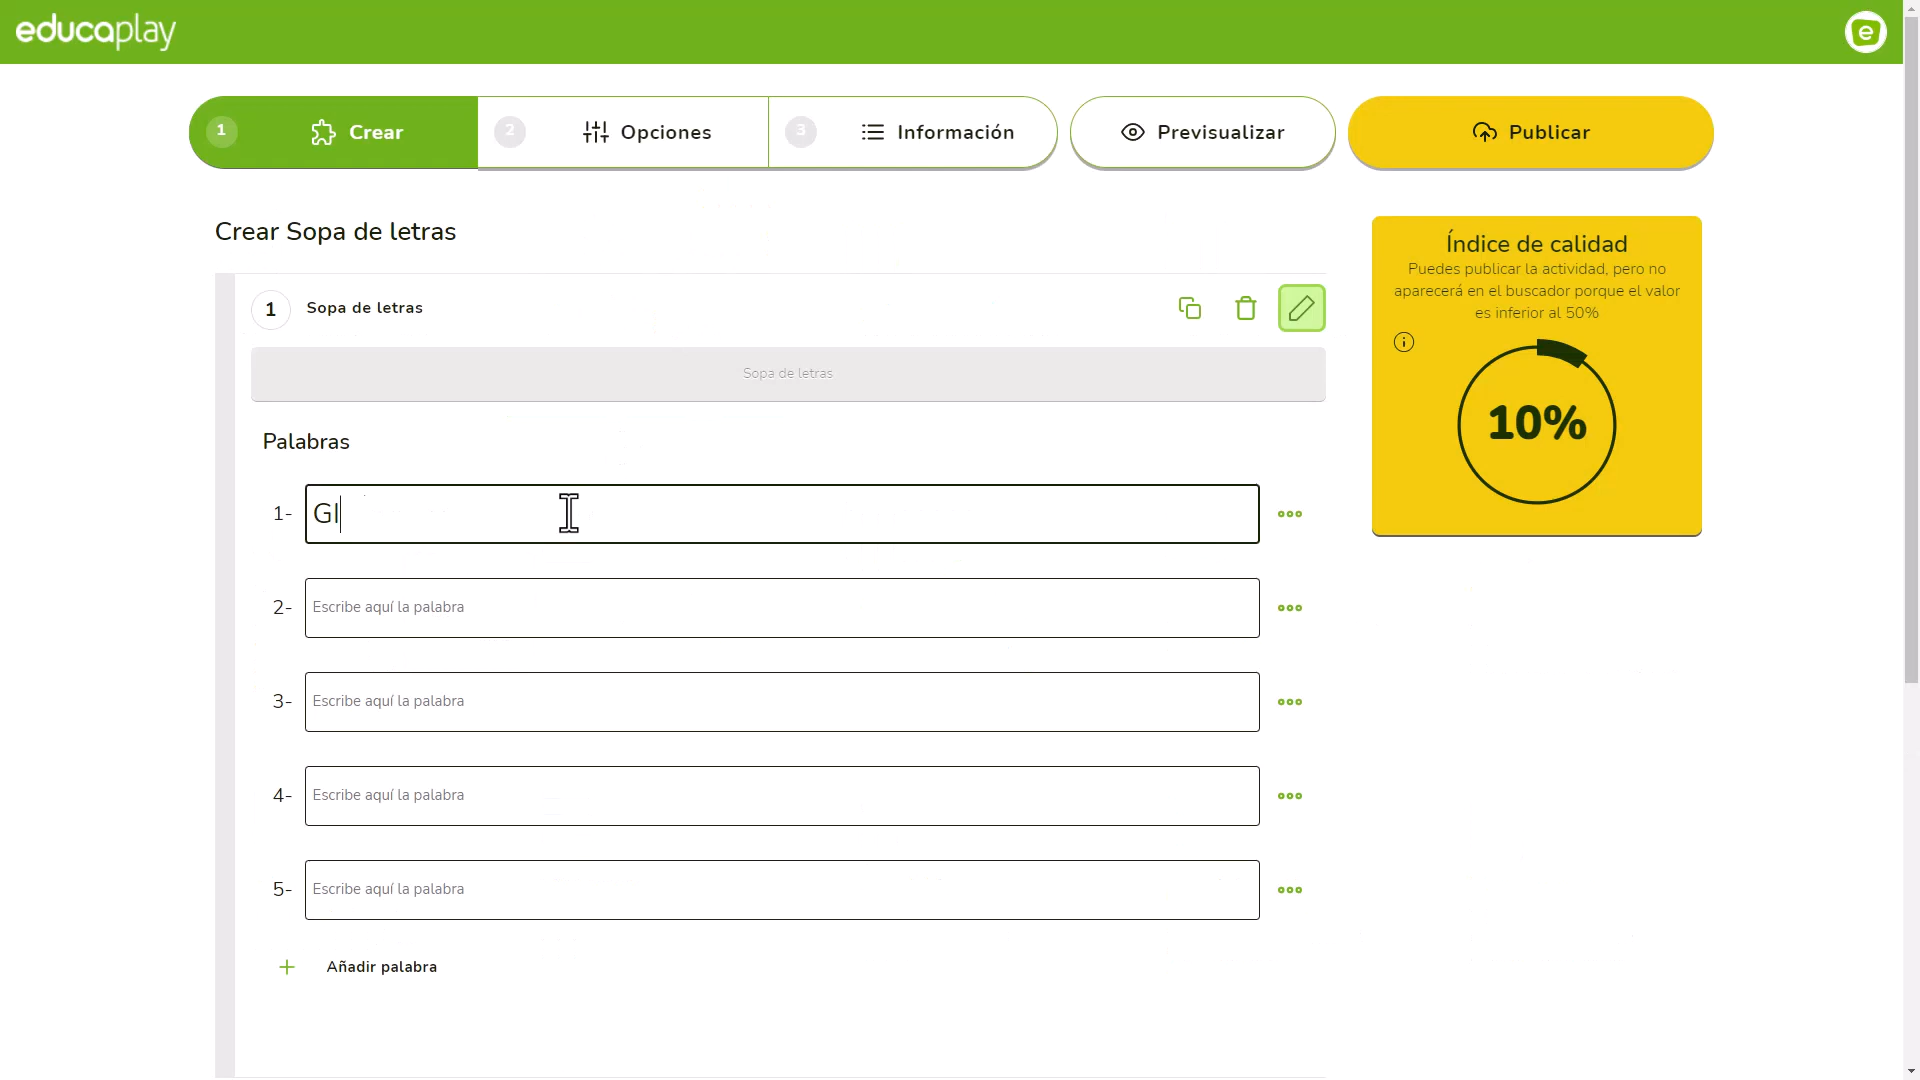 educaplay
e
1 Crear
2 Opciones
3 Información
Previsualizar
Publicar
Crear Sopa de letras
1 Sopa de letras
Sopa de letras
Palabras
1- Gl
2- Escribe aquí la palabra
3- Escribe aquí la palabra
4- Escribe aquí la palabra
5- Escribe aquí la palabra
+ Añadir palabra
Índice de calidad
Puedes publicar la actividad, pero no
aparecerá en el buscador porque el valor
es inferior al 50%
10%